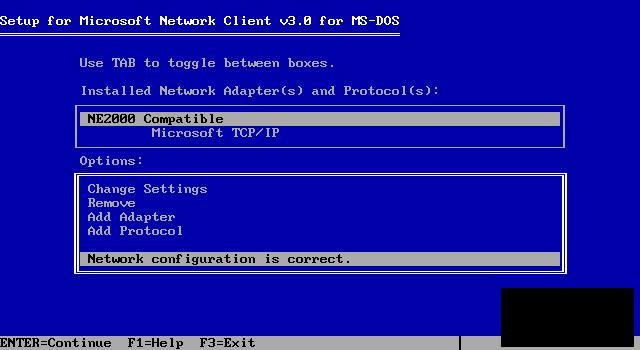 Setup for Microsoft Network Client v3.0 for MS-DOS
Use TAB to toggle between boxes.
Installed Network Adapter(s) and Protocol(s):
NE2000 Compatible
Microsoft TCP/IP
Options:
Change Settings
Remove
Add Adapter
Add Protocol
Network configuration is correct.
ENTER=Continue F1=Help F3=Exit